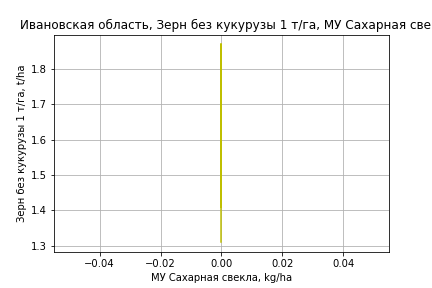 Ивановская область, Зерн без кукурузы 1 т/га, МУ Сахарная све
Зерн без кукурузы 1 т/га, t/ha
1.8
1.7
1.6
1.5
1.4
1.3
−0.04 −0.02 0.00 0.02 0.04
МУ Сахарная свекла, kg/ha